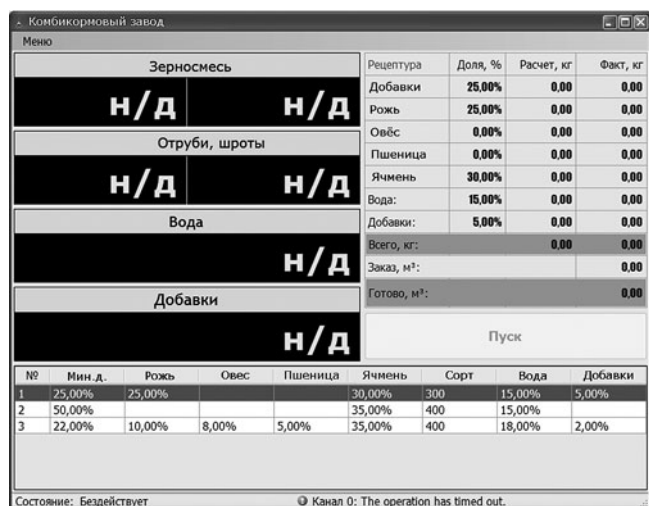 Комбикормовый завод
Меню
Зерносмесь
н/д н/д
Отруби, шроты
н/д н/д
Вода
н/д
Добавки
н/д
Рецептура Доля, % Расчет, кг Факт, кг
Добавки 25,00% 0,00 0,00
Рожь 25,00% 0,00 0,00
Овёс 0,00% 0,00 0,00
Пшеница 0,00% 0,00 0,00
Ячмень 30,00% 0,00 0,00
Вода: 15,00% 0,00 0,00
Добавки: 5,00% 0,00 0,00
Всего, кг: 0,00 0,00
Заказ, м³: 0,00
Готово, м³: 0,00
Пуск
№ Мин.д. Рожь Овес Пшеница Ячмень Сорт Вода Добавки
1 25,00% 25,00% 30,00% 300 15,00% 5,00%
2 50,00% 35,00% 400 15,00%
3 22,00% 10,00% 8,00% 5,00% 35,00% 400 18,00% 2,00%
Состояние: Бездействует Канал 0: The operation has timed out.